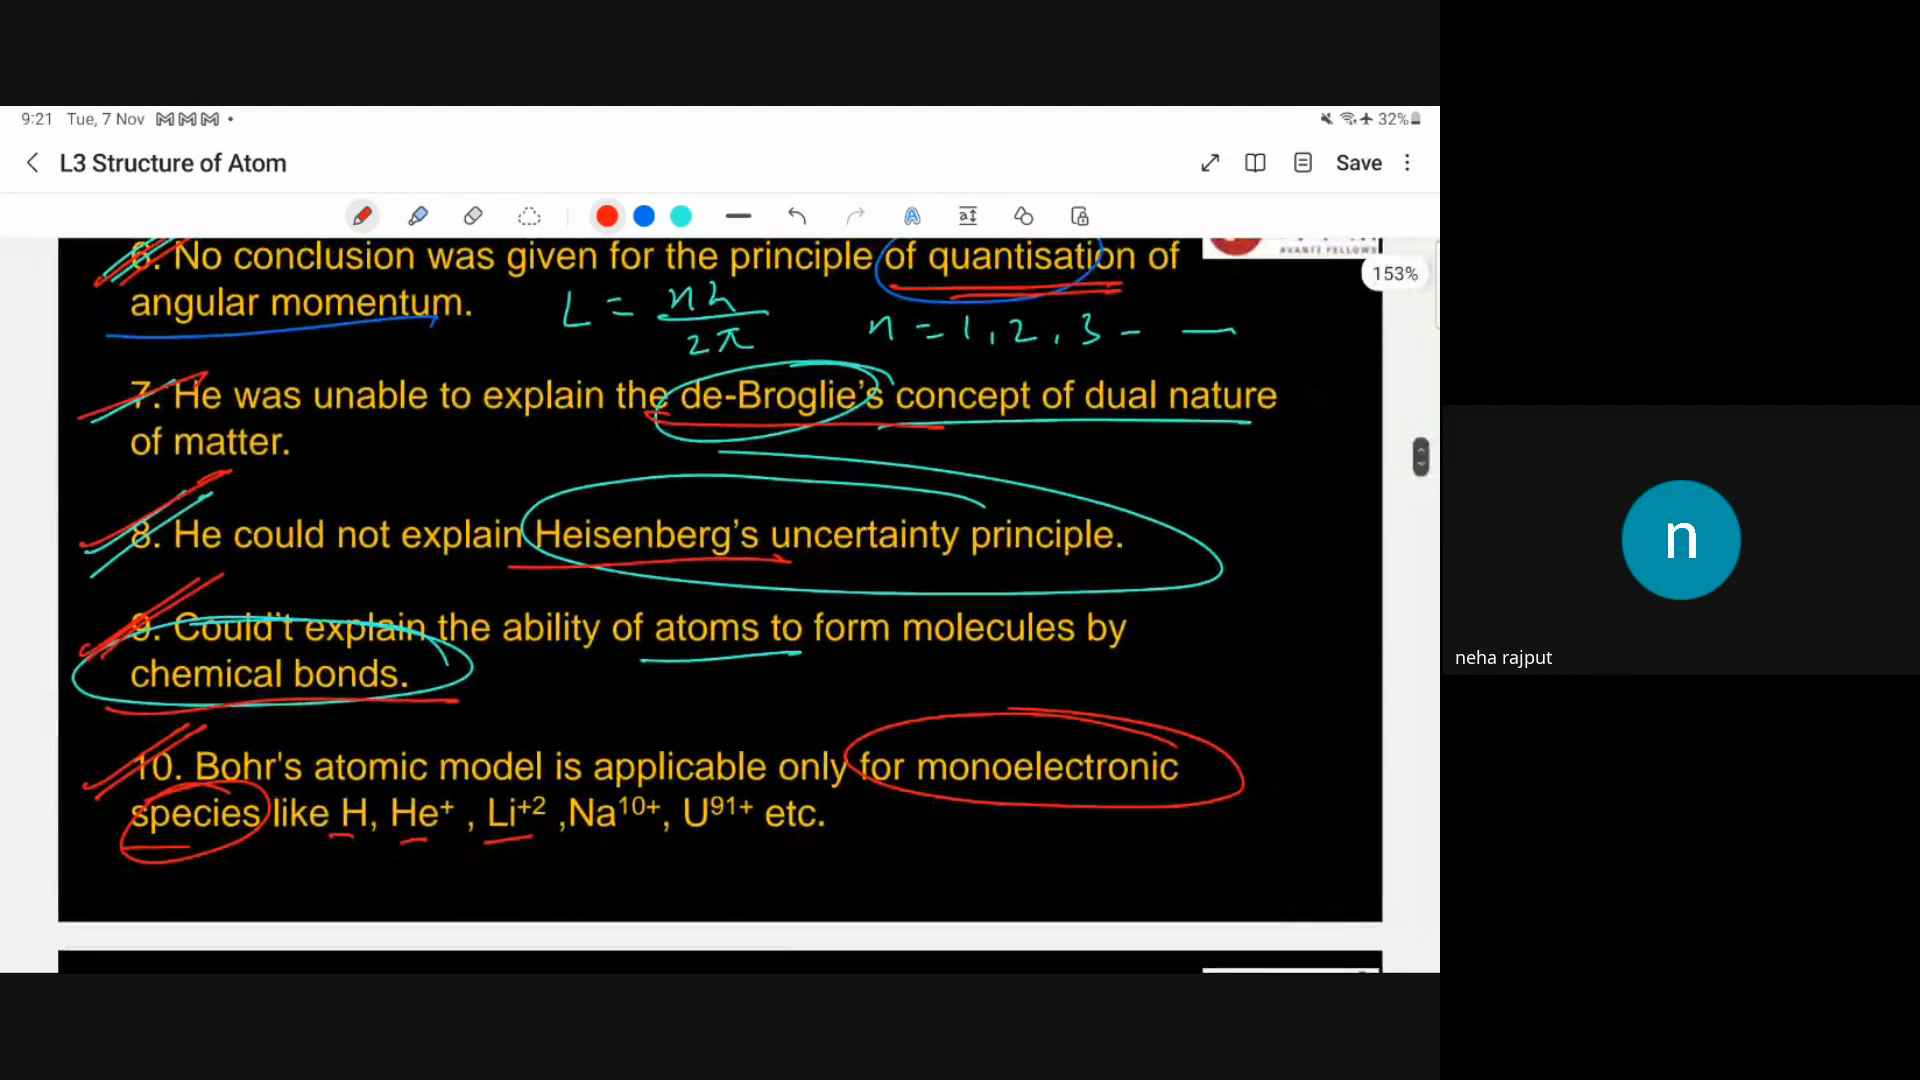 9:21 Tue, 7 Nov 32%
L3 Structure of Atom Save
6. No conclusion was given for the principle of quantisation of
AVANTI FELLOWS
153%
angular momentum.
L = nh/2π n = 1, 2, 3 - —
7. He was unable to explain the de-Broglie's concept of dual nature
of matter.
8. He could not explain Heisenberg's uncertainty principle.
9. Could't explain the ability of atoms to form molecules by
chemical bonds.
10. Bohr's atomic model is applicable only for monoelectronic
species like H, He⁺ , Li⁺² ,Na¹⁰⁺, U⁹¹⁺ etc.
n
neha rajput